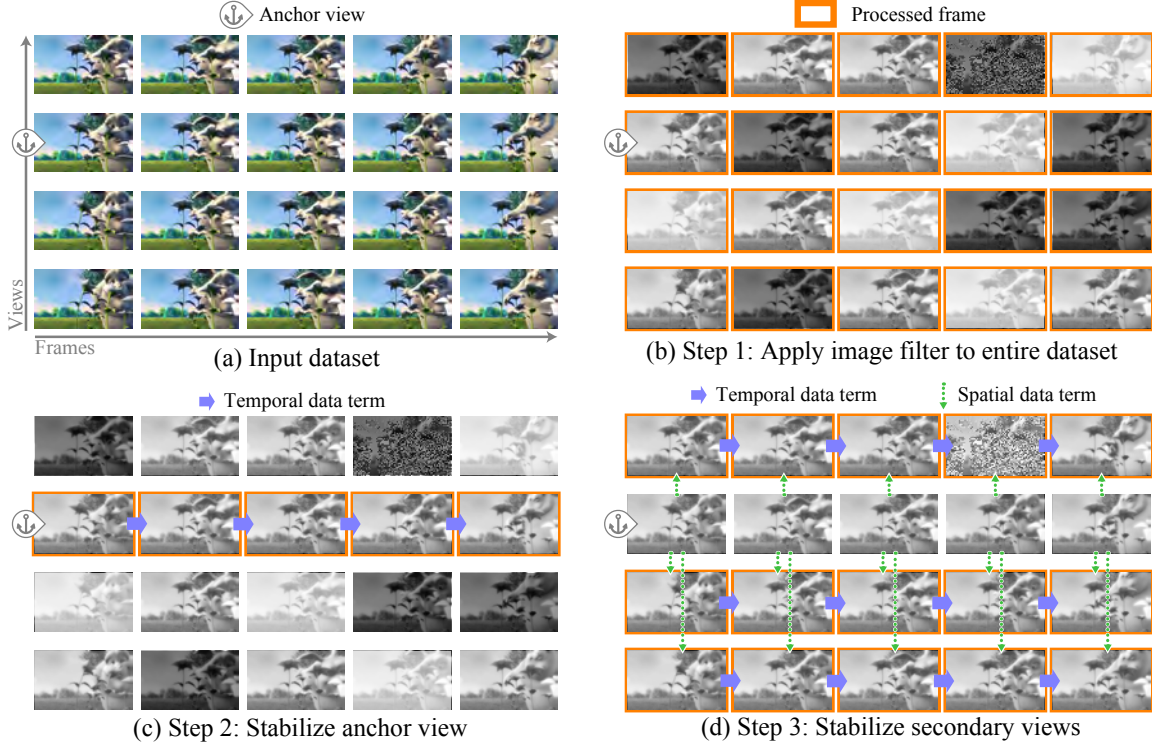 Anchor view
Processed frame
Views
Frames
(a) Input dataset
(b) Step 1: Apply image filter to entire dataset
Temporal data term
Temporal data term
Spatial data term
(c) Step 2: Stabilize anchor view
(d) Step 3: Stabilize secondary views